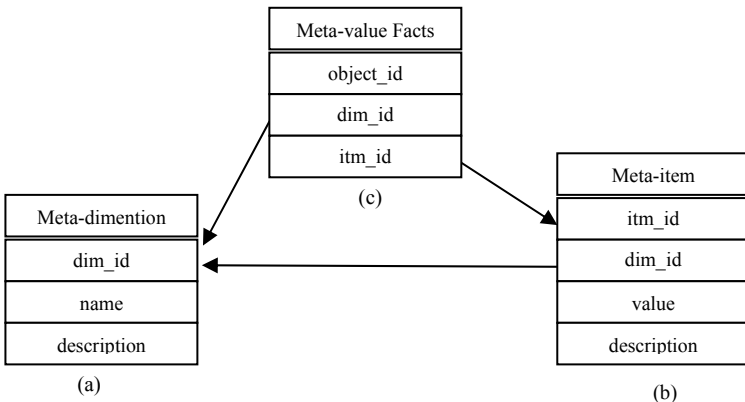 Meta-value Facts
object_id
dim_id
itm_id
(c)
Meta-dimention
dim_id
name
description
(a)
Meta-item
itm_id
dim_id
value
description
(b)